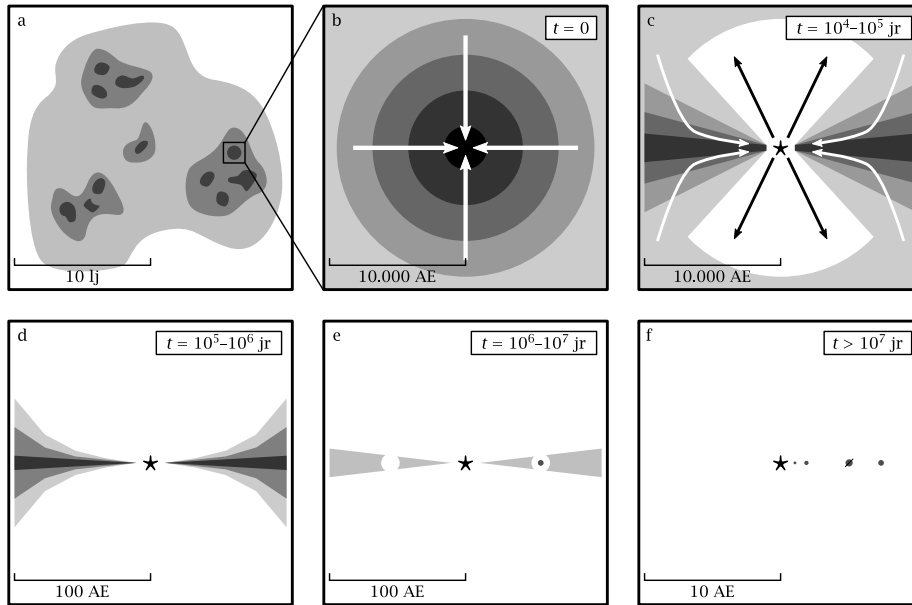 a
10 lj
b
t = 0
10.000 AE
c
t = 10⁴–10⁵ jr
10.000 AE
d
t = 10⁵–10⁶ jr
100 AE
e
t = 10⁶–10⁷ jr
100 AE
f
t > 10⁷ jr
10 AE